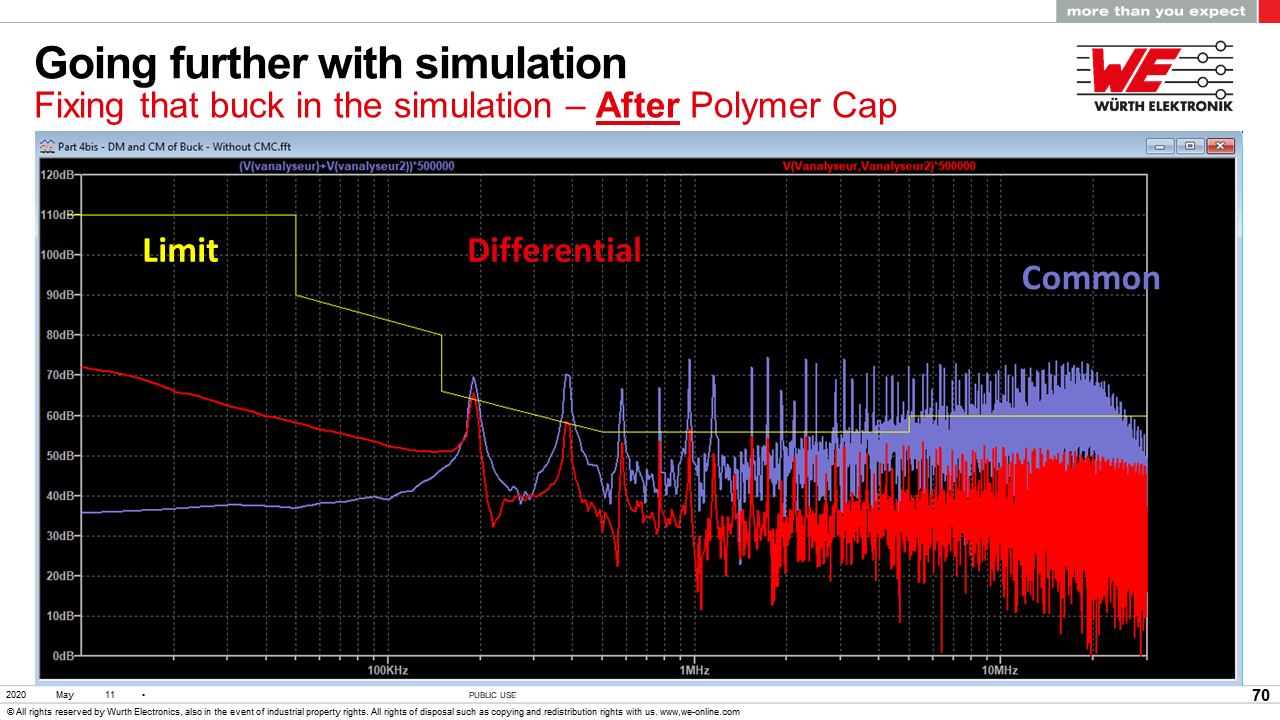 more than you expect
Going further with simulation
Fixing that buck in the simulation – After Polymer Cap
WE
WÜRTH ELEKTRONIK
Part 4bis - DM and CM of Buck - Without CMC.fft
(V(vanalyseur)+V(vanalyseur2))*500000
V(Vanalyseur,Vanalyseur2)*500000
120dB
110dB
100dB
90dB
80dB
70dB
60dB
50dB
40dB
30dB
20dB
10dB
0dB
Limit
Differential
Common
100KHz
1MHz
10MHz
2020 May 11 •
PUBLIC USE
70
© All rights reserved by Wurth Electronics, also in the event of industrial property rights. All rights of disposal such as copying and redistribution rights with us. www,we-online.com